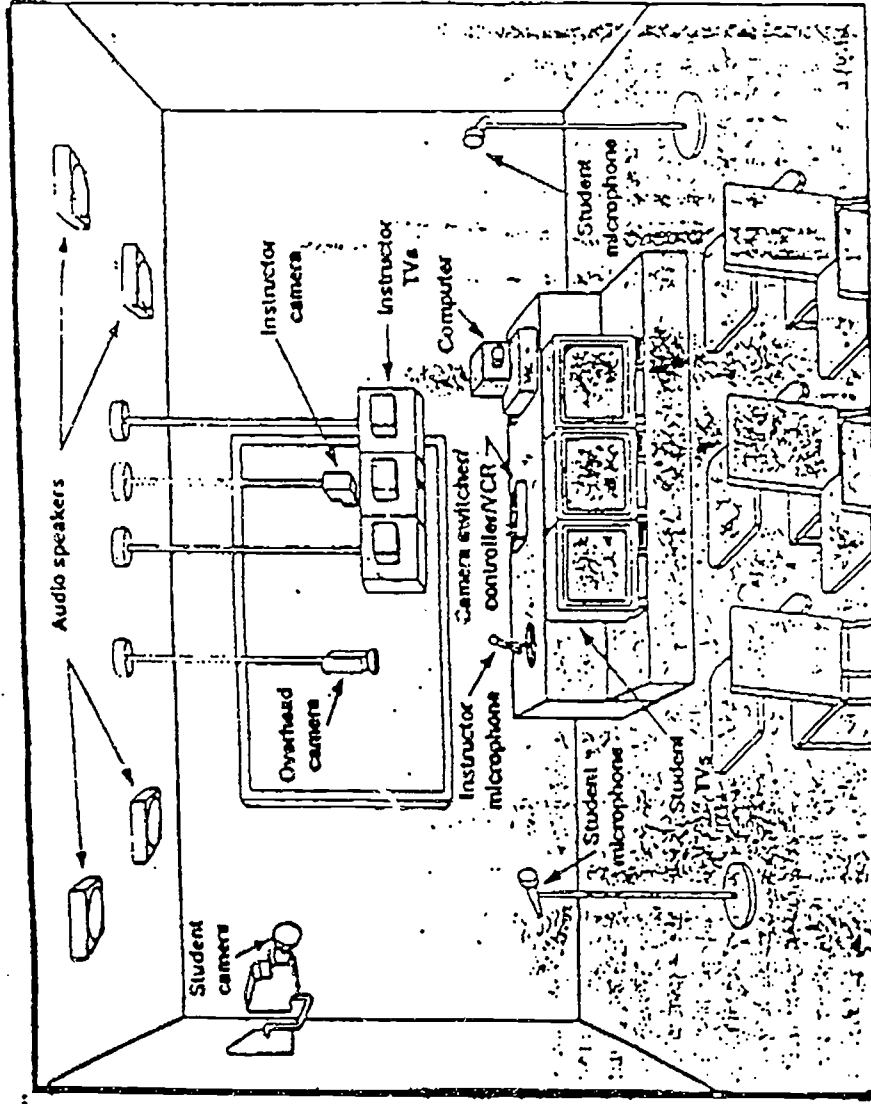 Audio speakers
Student
camera
Overhead
camera
Instructor
camera
Instructor
TVs
Computer
Camera switcher/
controller/VCR
Instructor
microphone
Student
microphone
Student
TVs
Student
microphone